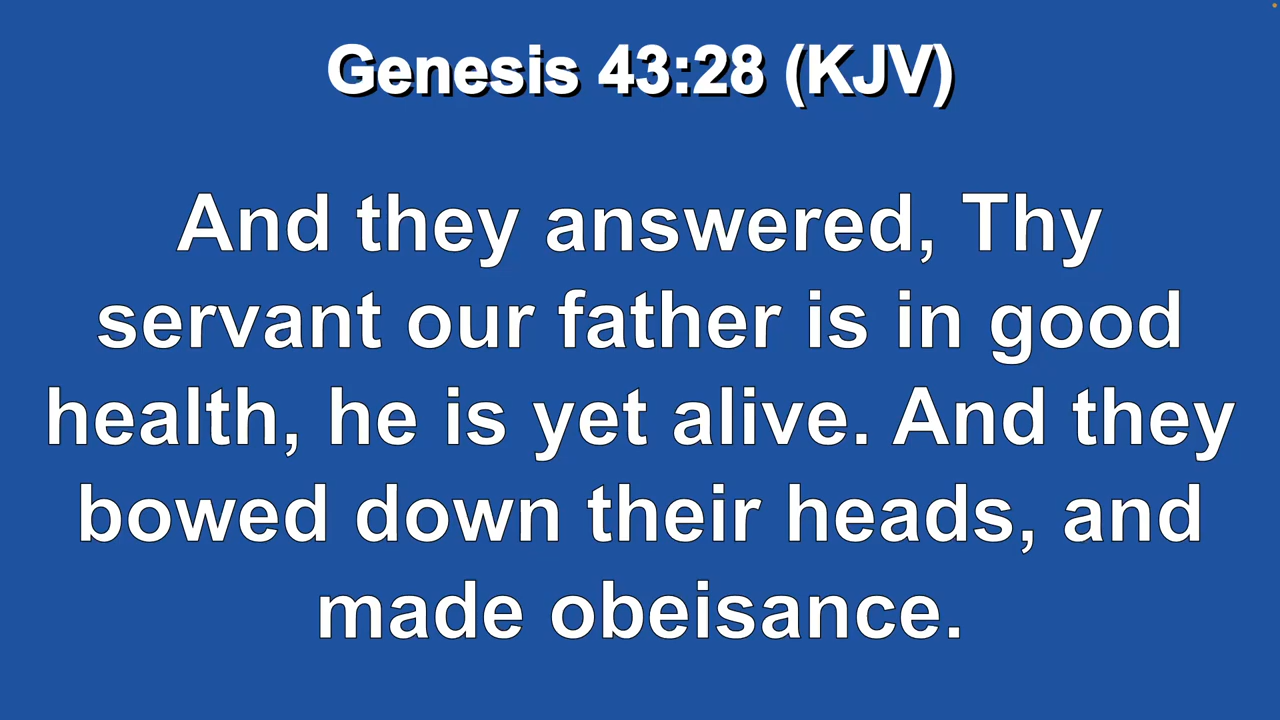 Genesis 43:28 (KJV)
And they answered, Thy
servant our father is in good
health, he is yet alive. And they
bowed down their heads, and
made obeisance.